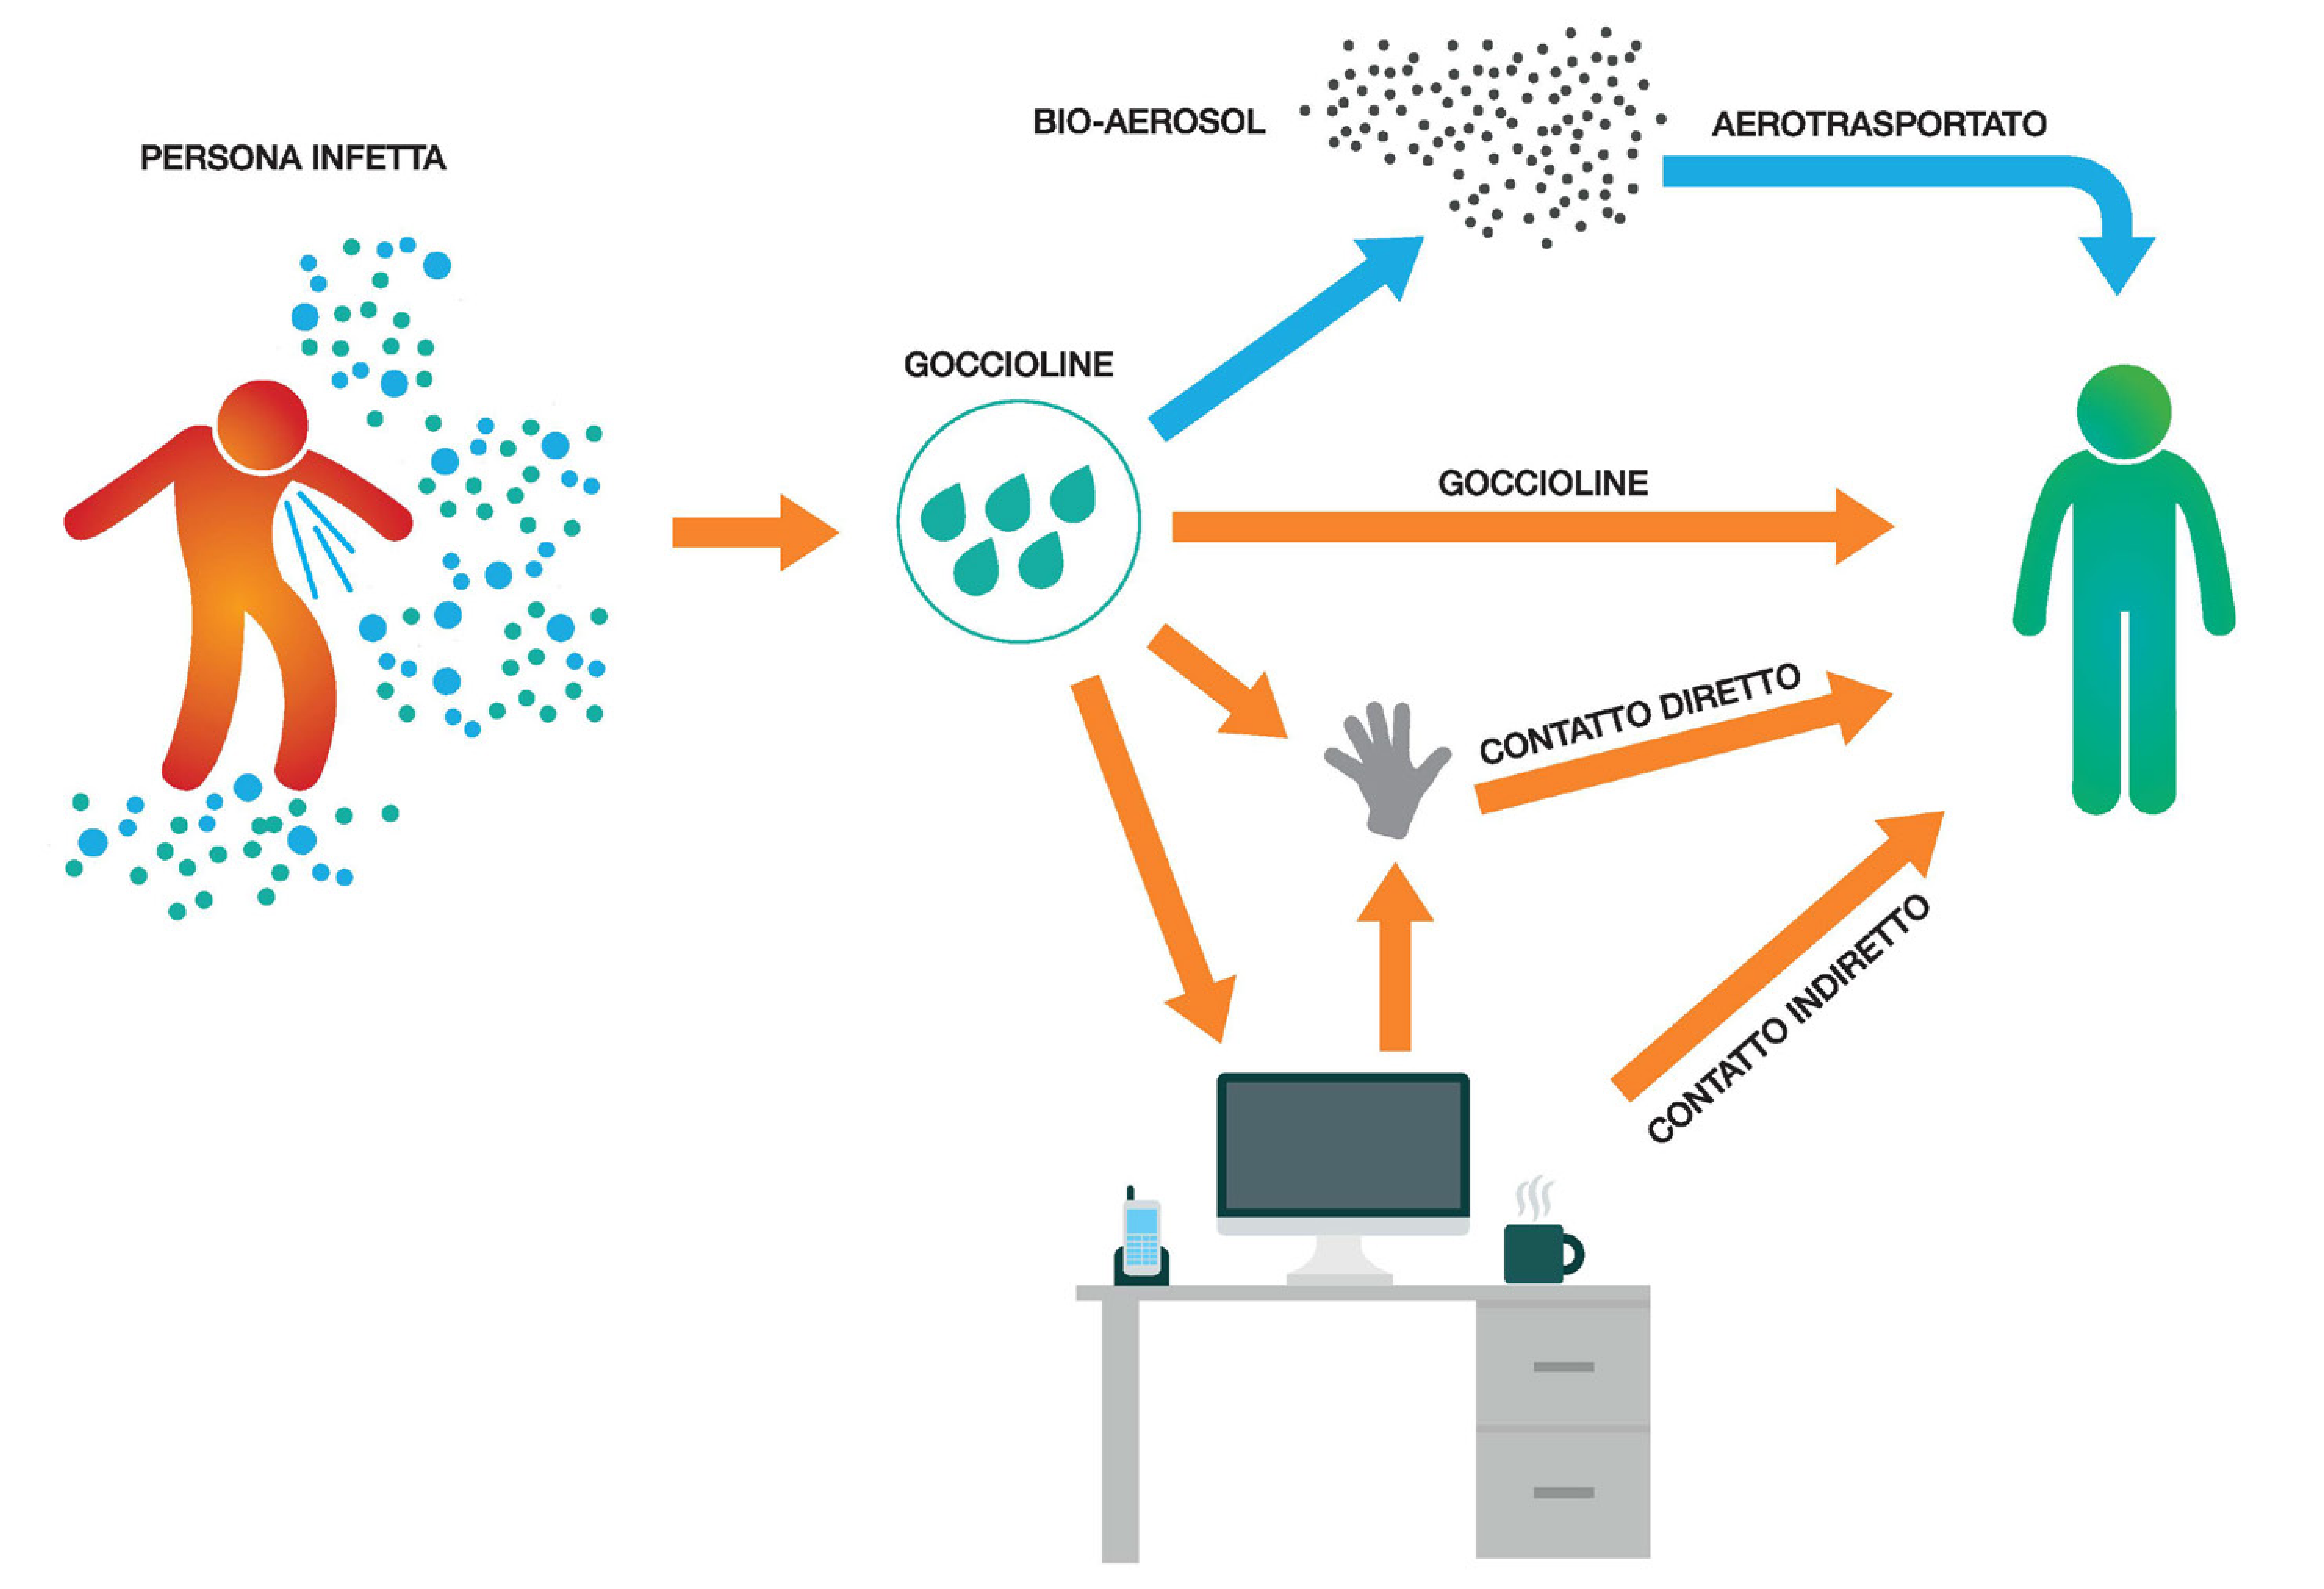 PERSONA INFETTA
BIO-AEROSOL
AEROTRASPORTATO
GOCCIOLINE
GOCCIOLINE
CONTATTO DIRETTO
CONTATTO INDIRETTO